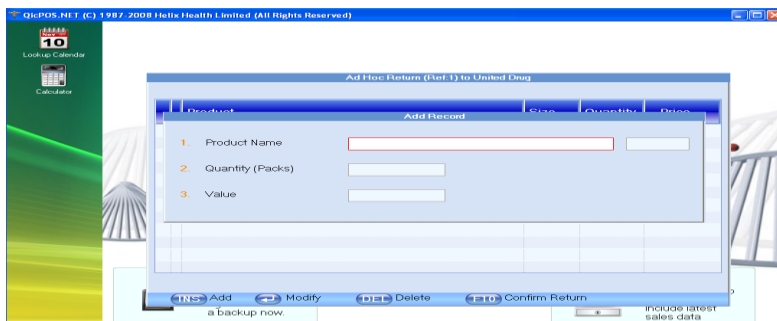 QicPOS.NET (C) 1987-2008 Helix Health Limited (All Rights Reserved)
NOV
10
Lookup Calendar
Calculator
Ad Hoc Return (Ref:1) to United Drug
Product Size Quantity Price
Add Record
1. Product Name
2. Quantity (Packs)
3. Value
INS Add Modify DEL Delete F10 Confirm Return
a backup now.
include latest
sales data